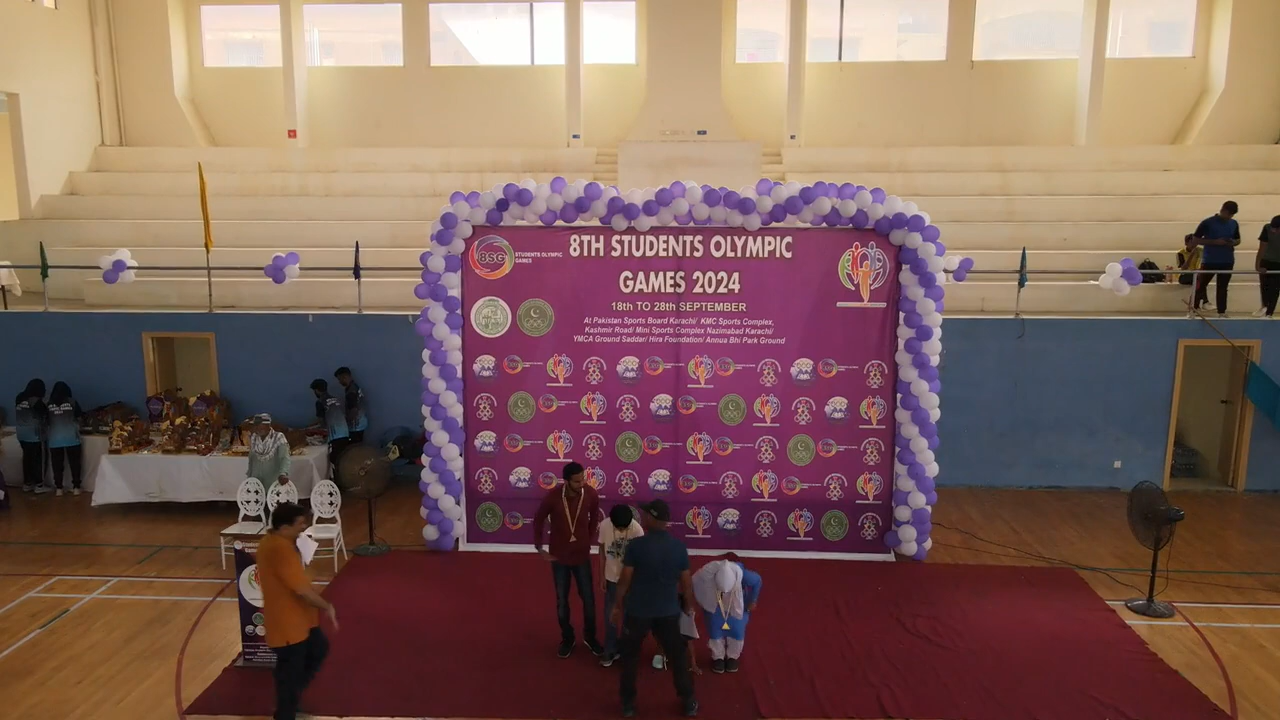 8SG
STUDENTS OLYMPIC
GAMES
8TH STUDENTS OLYMPIC
GAMES 2024
18th TO 28th SEPTEMBER
At Pakistan Sports Board Karachi/ KMC Sports Complex,
Kashmir Road/ Mini Sports Complex Nazimabad Karachi/
YMCA Ground Saddar/ Hira Foundation/ Annua Bhi Park Ground